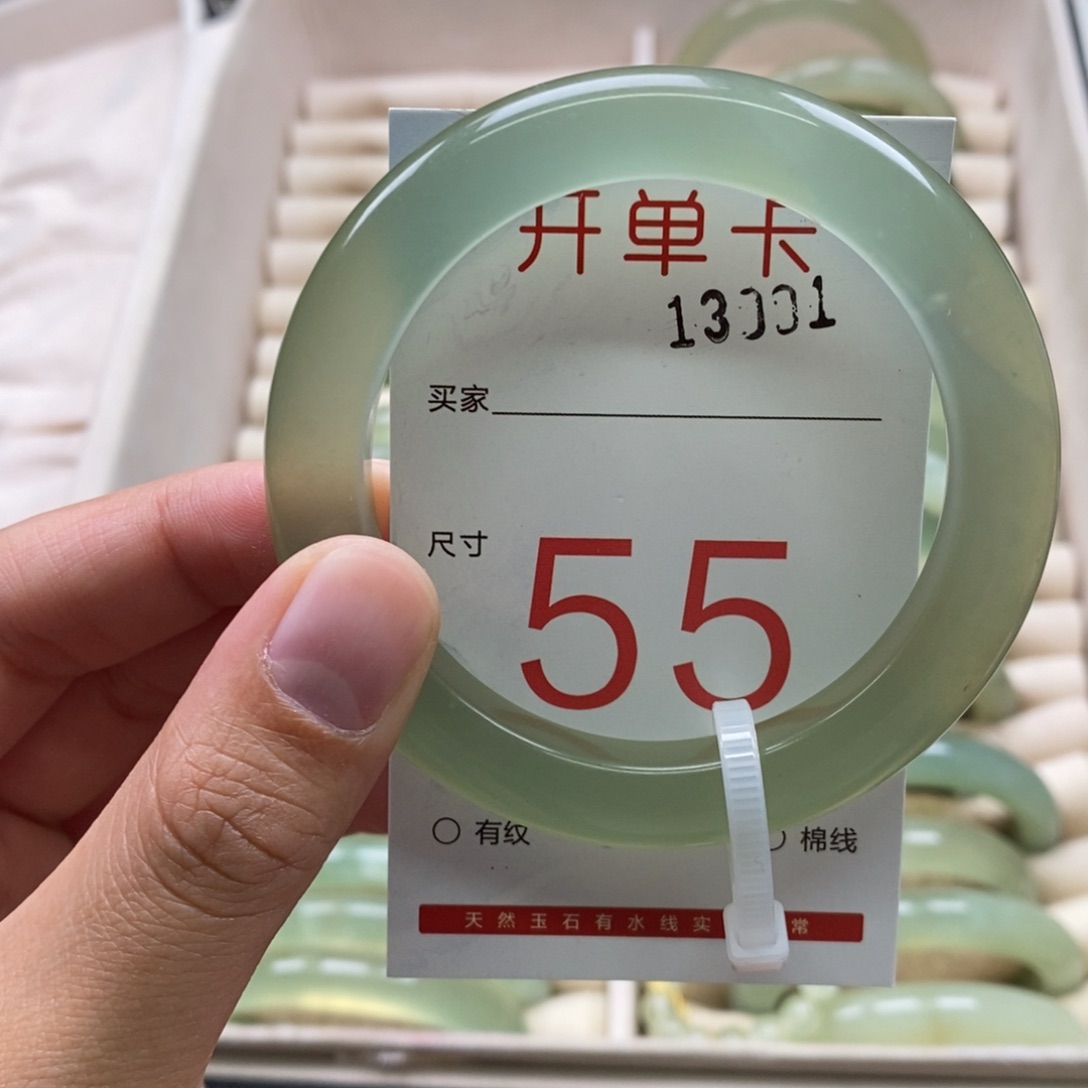 开单卡
13001
买家
尺寸 55
有纹 棉线
天然玉石有水线实 常